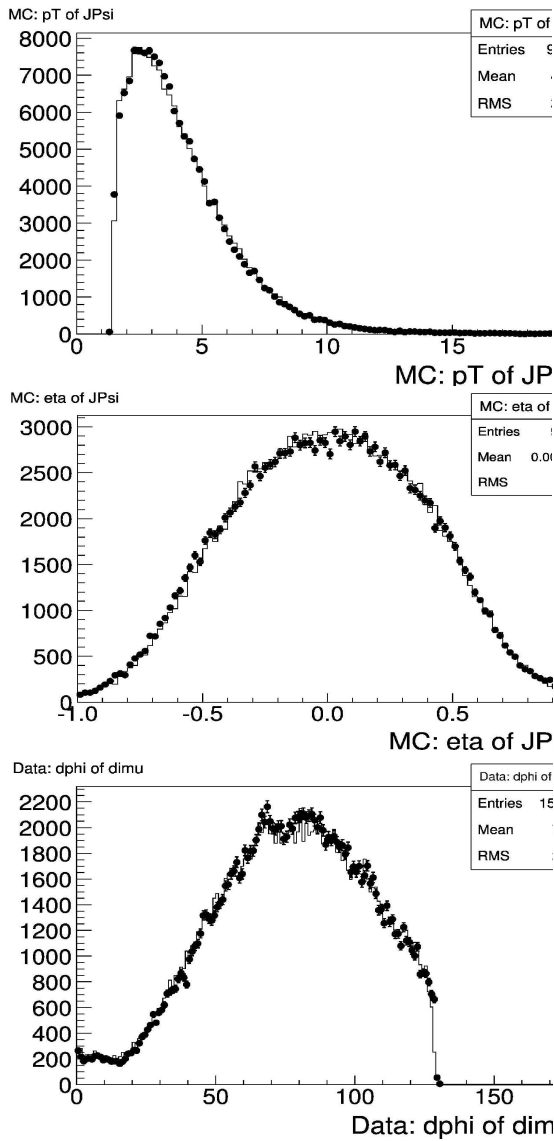 MC: pT of JPsi
MC: pT of
Entries 9
Mean
RMS
8000
7000
6000
5000
4000
3000
2000
1000
0
0 5 10 15
MC: pT of JP
MC: eta of JPsi
MC: eta of
Entries
Mean 0.00
RMS
3000
2500
2000
1500
1000
500
0
-1.0 -0.5 0.0 0.5
MC: eta of JP
Data: dphi of dimu
Data: dphi of
Entries 15
Mean
RMS
2200
2000
1800
1600
1400
1200
1000
800
600
400
200
0
0 50 100 150
Data: dphi of dim